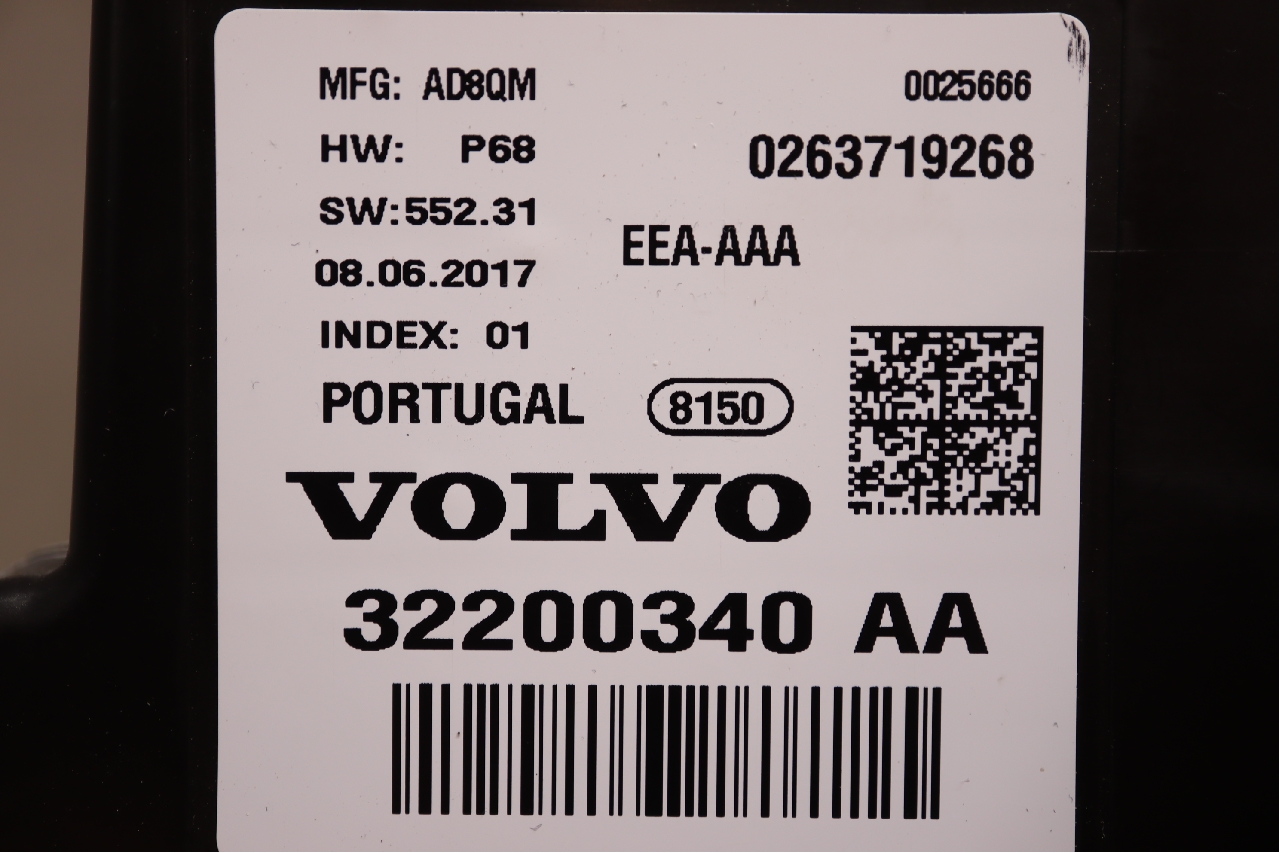 MFG: AD8QM
0025666
HW: P68
0263719268
SW:552.31
EEA-AAA
08.06.2017
INDEX: 01
PORTUGAL
8150
VOLVO
32200340 AA